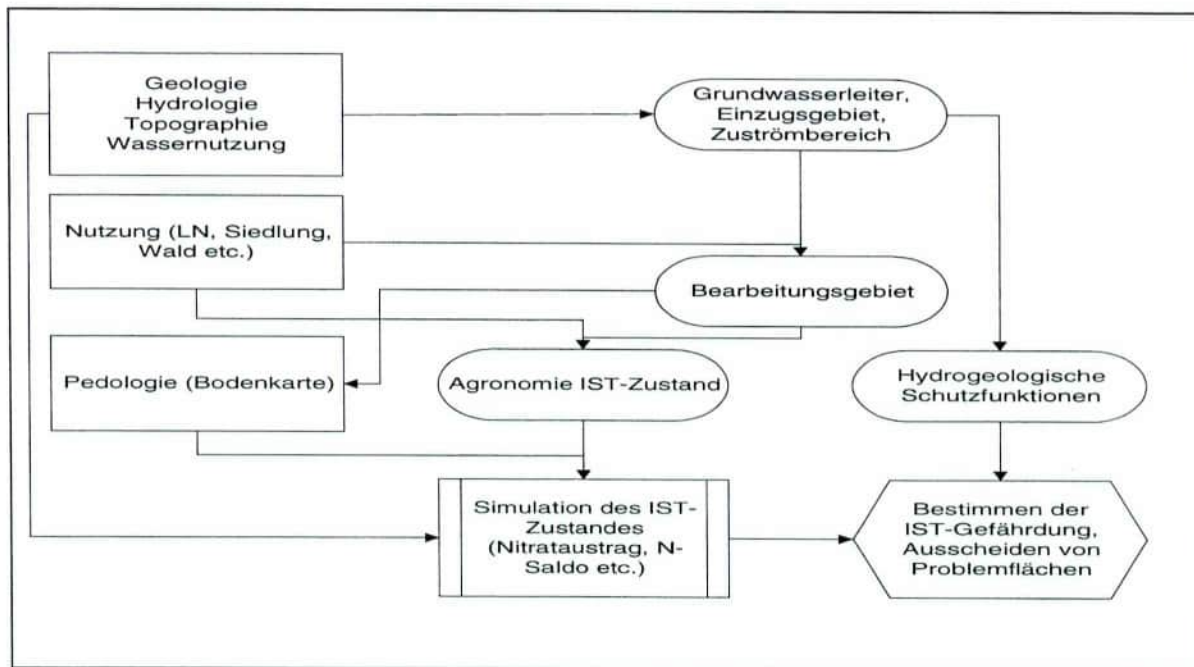 Geologie
Hydrologie
Topographie
Wassernutzung
Grundwasserleiter,
Einzugsgebiet,
Zuströmbereich
Nutzung (LN, Siedlung,
Wald etc.)
Bearbeitungsgebiet
Pedologie (Bodenkarte)
Agronomie IST-Zustand
Hydrogeologische
Schutzfunktionen
Simulation des IST-
Zustandes
(Nitrataustrag, N-
Saldo etc.)
Bestimmen der
IST-Gefährdung,
Ausscheiden von
Problemflächen